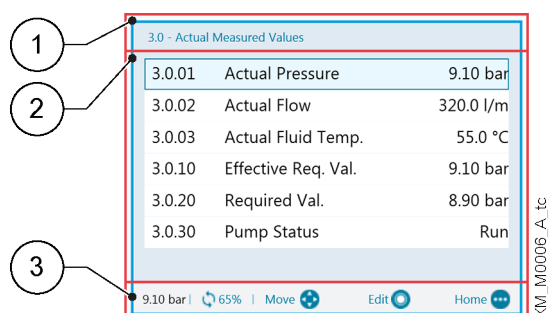 1
3.0 - Actual Measured Values
2
3.0.01 Actual Pressure 9.10 bar
3.0.02 Actual Flow 320.0 l/m
3.0.03 Actual Fluid Temp. 55.0 °C
3.0.10 Effective Req. Val. 9.10 bar
3.0.20 Required Val. 8.90 bar
3.0.30 Pump Status Run
3
9.10 bar | 65% | Move Edit Home
XM_M0006_A_tc